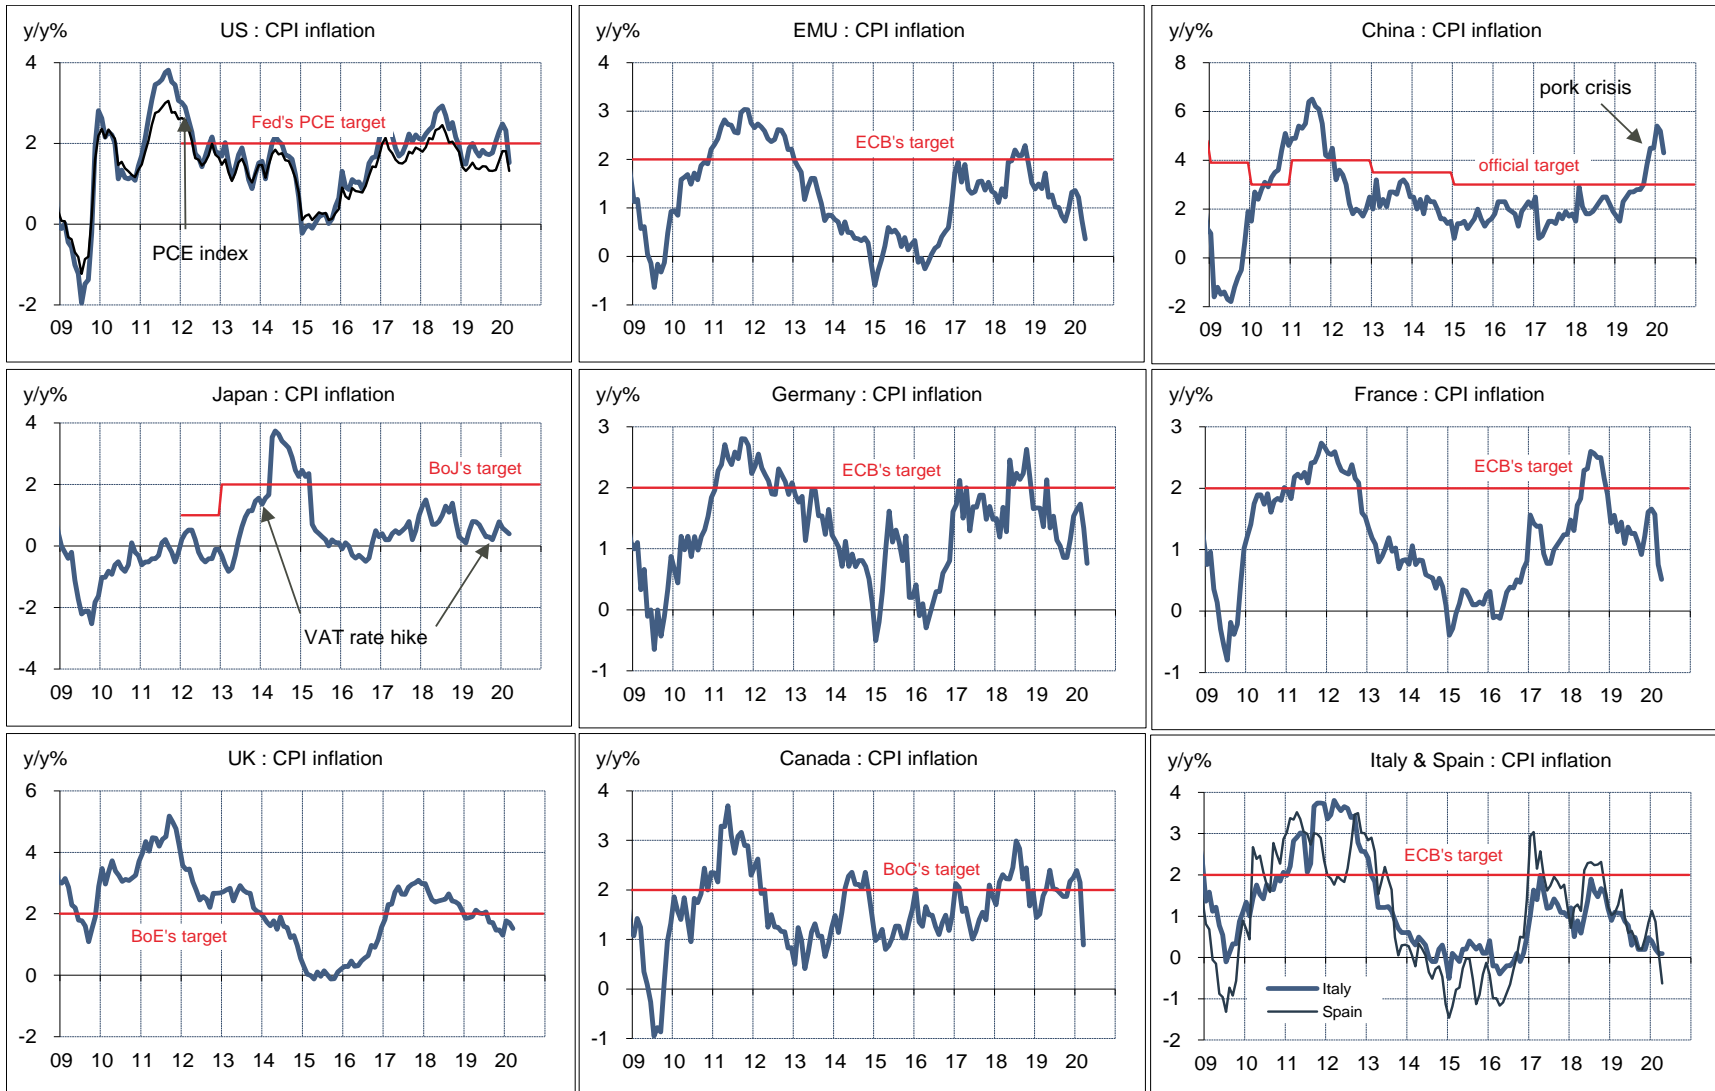 y/y% US : CPI inflation
4
2
0
-2
Fed's PCE target
PCE index
09 10 11 12 13 14 15 16 17 18 19 20
y/y% EMU : CPI inflation
4
3
2
1
0
-1
ECB's target
09 10 11 12 13 14 15 16 17 18 19 20
y/y% China : CPI inflation
8
6
4
2
0
-2
pork crisis
official target
09 10 11 12 13 14 15 16 17 18 19 20
y/y% Japan : CPI inflation
4
2
0
-2
-4
BoJ's target
VAT rate hike
09 10 11 12 13 14 15 16 17 18 19 20
y/y% Germany : CPI inflation
3
2
1
0
-1
ECB's target
09 10 11 12 13 14 15 16 17 18 19 20
y/y% France : CPI inflation
3
2
1
0
-1
ECB's target
09 10 11 12 13 14 15 16 17 18 19 20
y/y% UK : CPI inflation
6
4
2
0
-2
BoE's target
09 10 11 12 13 14 15 16 17 18 19 20
y/y% Canada : CPI inflation
4
3
2
1
0
-1
BoC's target
09 10 11 12 13 14 15 16 17 18 19 20
y/y% Italy & Spain : CPI inflation
4
3
2
1
0
-1
-2
ECB's target
Italy
Spain
09 10 11 12 13 14 15 16 17 18 19 20